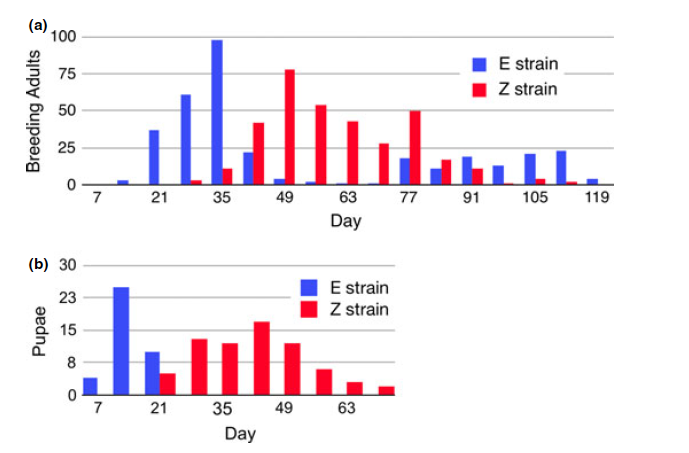 (a)
Breeding Adults
100
75
50
25
0
E strain
Z strain
7 21 35 49 63 77 91 105 119
Day
(b)
Pupae
30
23
15
8
0
E strain
Z strain
7 21 35 49 63
Day